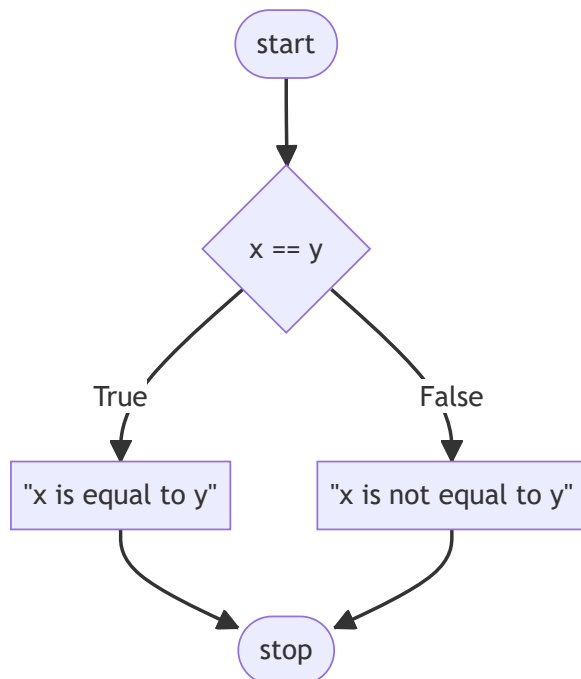 start
x == y
True
False
"x is equal to y"
"x is not equal to y"
stop